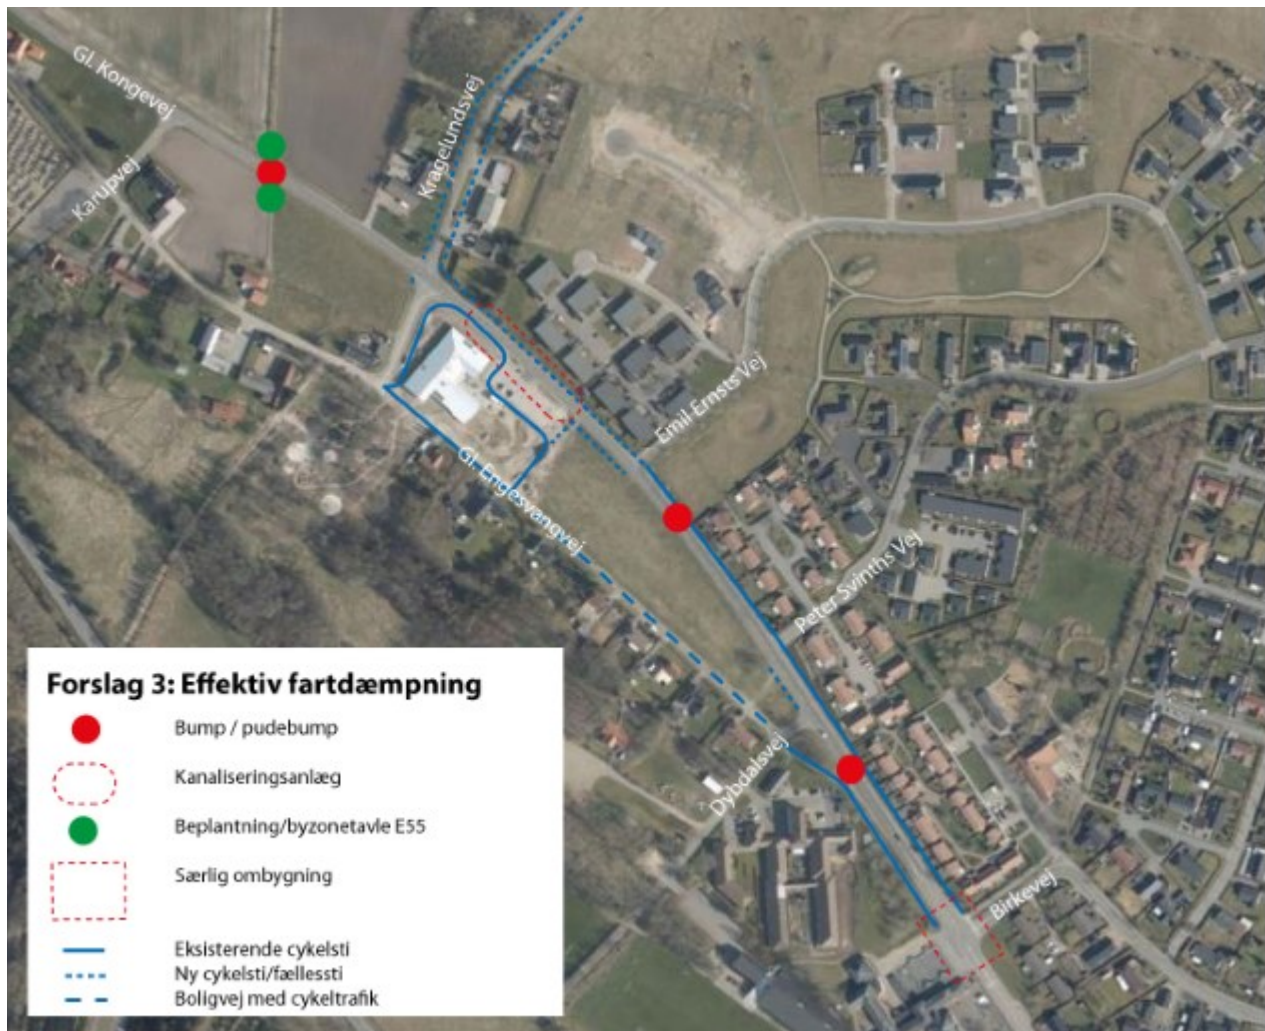 Gl. Kongevej
Kragelundsvej
Karupvej
Emil Ernsts Vej
Gl. Engesvangvej
Peter Svinths Vej
Dybdalsvej
Birkevej
Forslag 3: Effektiv fartdæmpning
Bump / pudebump
Kanaliseringsanlæg
Beplantning/byzonetavle E55
Særlig ombygning
Eksisterende cykelsti
Ny cykelsti/fællessti
Boligvej med cykeltrafik